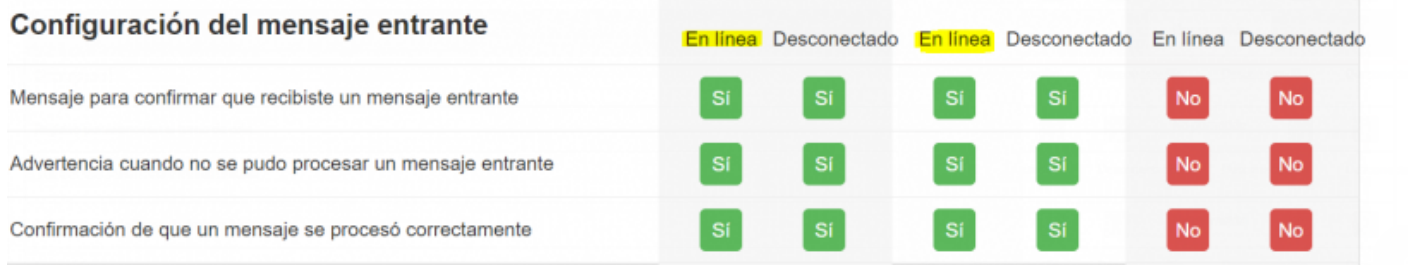 Configuración del mensaje entrante
En línea Desconectado En línea Desconectado En línea Desconectado
Mensaje para confirmar que recibiste un mensaje entrante Sí Sí Sí Sí No No
Advertencia cuando no se pudo procesar un mensaje entrante Sí Sí Sí Sí No No
Confirmación de que un mensaje se procesó correctamente Sí Sí Sí Sí No No